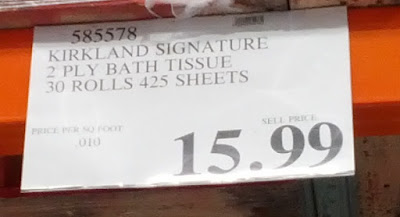 585578
KIRKLAND SIGNATURE
2 PLY BATH TISSUE
30 ROLLS 425 SHEETS
PRICE PER SQ FOOT
.010
SELL PRICE
15.99